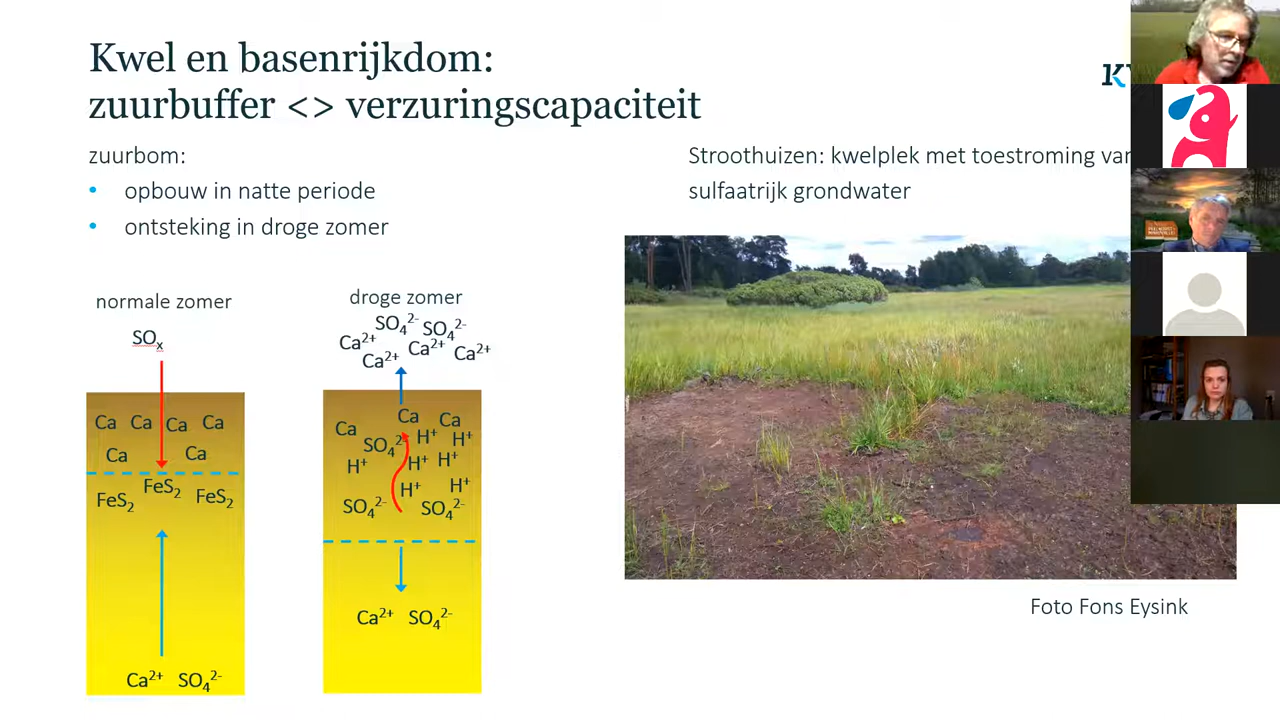 Kwel en basenrijkdom:
zuurbuffer <> verzuringscapaciteit
zuurbom:
• opbouw in natte periode
• ontsteking in droge zomer
Stroothuizen: kwelplek met toestroming van
sulfaatrijk grondwater
normale zomer
SOₓ
Ca Ca Ca Ca
Ca Ca
FeS₂ FeS₂ FeS₂
Ca²⁺ SO₄²⁻
droge zomer
SO₄²⁻ SO₄²⁻
Ca²⁺ Ca²⁺ Ca²⁺ Ca²⁺
Ca Ca Ca
SO₄²⁻ H⁺ H⁺
H⁺ H⁺ H⁺
H⁺ H⁺
SO₄²⁻ SO₄²⁻
Ca²⁺ SO₄²⁻
Foto Fons Eysink